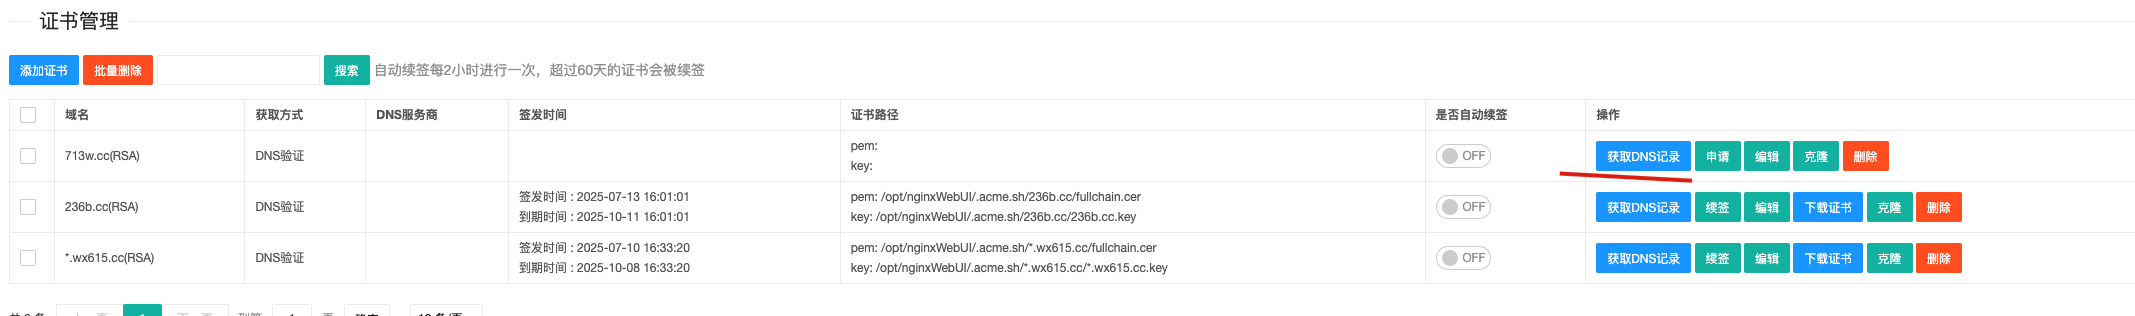 证书管理
添加证书 批量删除 搜索 自动续签每2小时进行一次，超过60天的证书会被续签
域名 获取方式 DNS服务商 签发时间 证书路径 是否自动续签 操作
713w.cc(RSA) DNS验证 pem: key: OFF 获取DNS记录 申请 编辑 克隆 删除
236b.cc(RSA) DNS验证 签发时间 : 2025-07-13 16:01:01 到期时间 : 2025-10-11 16:01:01 pem: /opt/nginxWebUI/.acme.sh/236b.cc/fullchain.cer key: /opt/nginxWebUI/.acme.sh/236b.cc/236b.cc.key OFF 获取DNS记录 续签 编辑 下载证书 克隆 删除
*.wx615.cc(RSA) DNS验证 签发时间 : 2025-07-10 16:33:20 到期时间 : 2025-10-08 16:33:20 pem: /opt/nginxWebUI/.acme.sh/*.wx615.cc/fullchain.cer key: /opt/nginxWebUI/.acme.sh/*.wx615.cc/*.wx615.cc.key OFF 获取DNS记录 续签 编辑 下载证书 克隆 删除